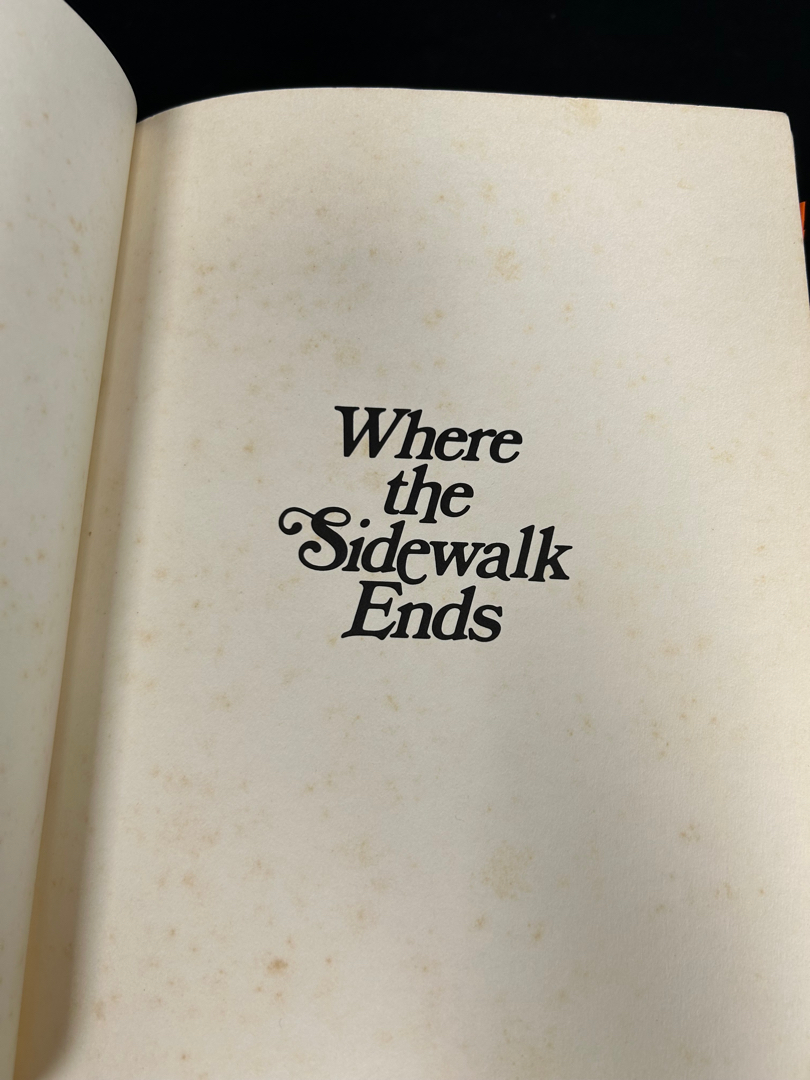 Where
the
Sidewalk
Ends